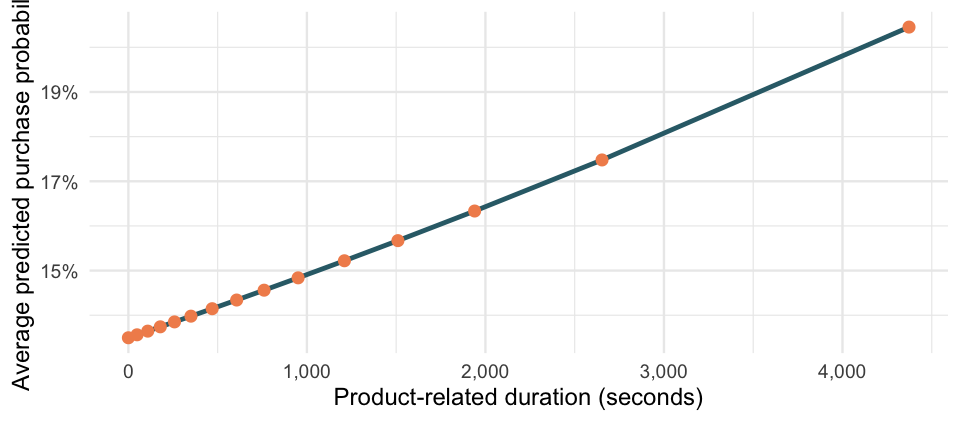 Average predicted purchase probabil
19%
17%
15%
0 1,000 2,000 3,000 4,000
Product-related duration (seconds)